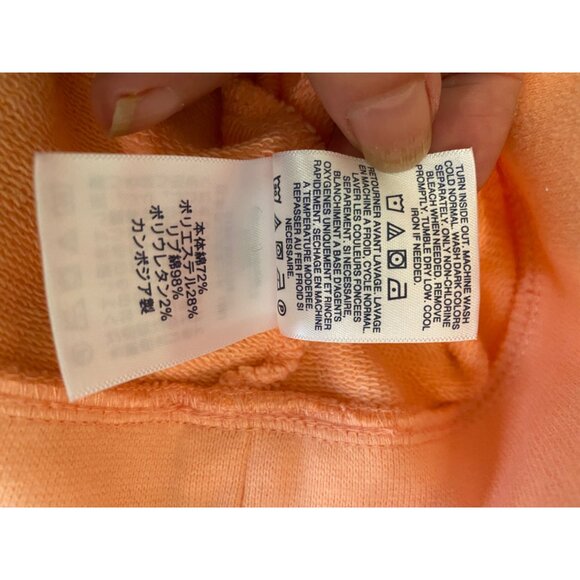 本体綿72%
ポリエステル28%
リブ綿98%
ポリウレタン2%
カンボジア製
TURN INSIDE OUT. MACHINE WASH
COLD NORMAL. WASH DARK COLORS
SEPARATELY. ONLY NON-CHLORINE
BLEACH WHEN NEEDED. REMOVE
PROMPTLY. TUMBLE DRY LOW. COOL
IRON IF NEEDED.
RETOURNER AVANT LAVAGE. LAVAGE
EN MACHINE A FROID, CYCLE NORMAL.
LAVER LES COULEURS FONCEES
SEPAREMENT. SI NECESSAIRE,
BLANCHIMENT A BASE D'AGENTS
OXYGENES UNIQUEMENT ET RINCER
RAPIDEMENT. SECHAGE EN MACHINE
A TEMPERATURE MODEREE.
REPASSER AU FER FROID SI
NECESSAIRE.